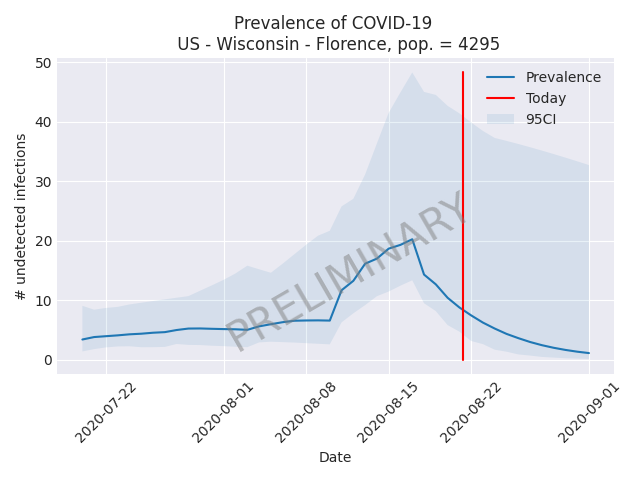 Prevalence of COVID-19
US - Wisconsin - Florence, pop. = 4295
50
40
30
20
10
0
# undetected infections
Prevalence
Today
95CI
PRELIMINARY
2020-07-22
2020-08-01
2020-08-08
2020-08-15
2020-08-22
2020-09-01
Date